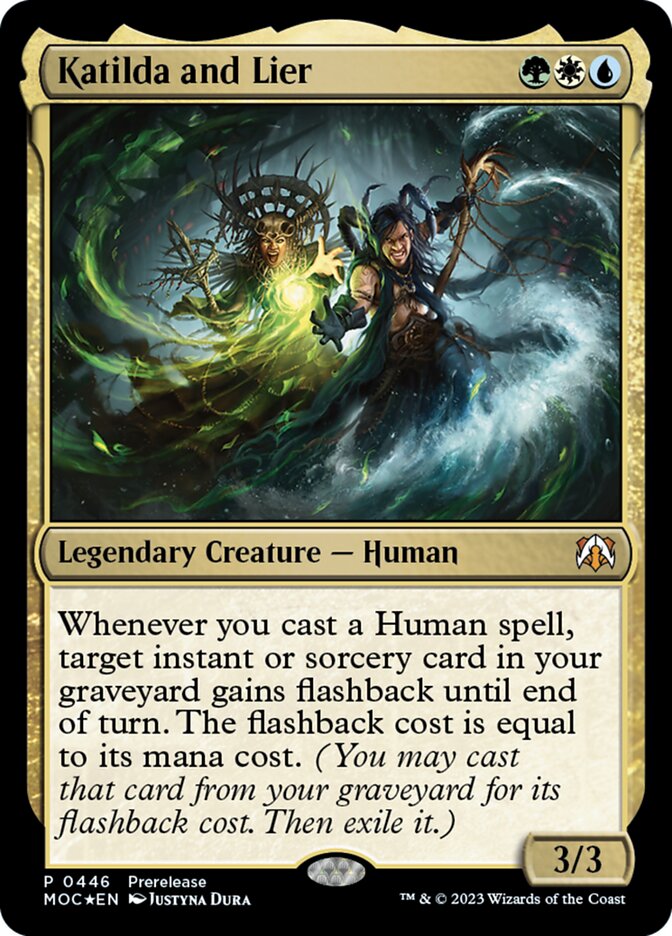 Katilda and Lier
Legendary Creature — Human
Whenever you cast a Human spell,
target instant or sorcery card in your
graveyard gains flashback until end
of turn. The flashback cost is equal
to its mana cost. (You may cast
that card from your graveyard for its
flashback cost. Then exile it.)
3/3
P 0446 Prerelease
MOC★EN Justyna Dura
™ & © 2023 Wizards of the Coast